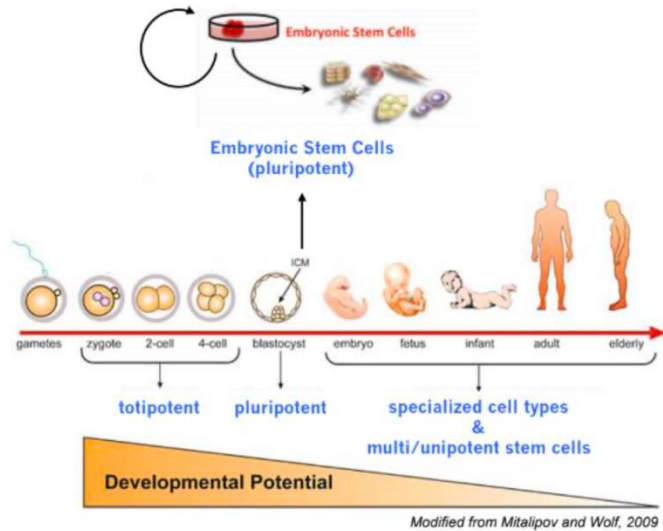 Embryonic Stem Cells
Embryonic Stem Cells
(pluripotent)
ICM
gametes zygote 2-cell 4-cell blastocyst embryo fetus infant adult elderly
totipotent pluripotent specialized cell types
&
multi/unipotent stem cells
Developmental Potential
Modified from Mitalipov and Wolf, 2009